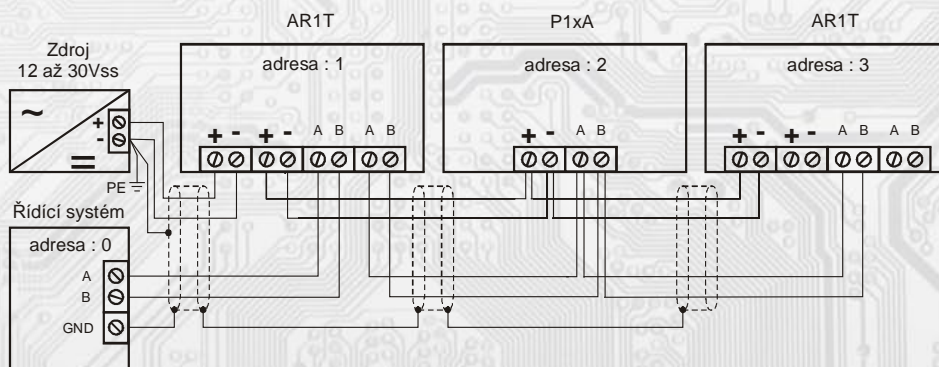 AR1T
P1xA
AR1T
Zdroj
12 až 30Vss
adresa : 1
adresa : 2
adresa : 3
~
+
-
=
PE
+ - + - A B A B
+ - A B
+ - + - A B A B
Řídící systém
adresa : 0
A
B
GND